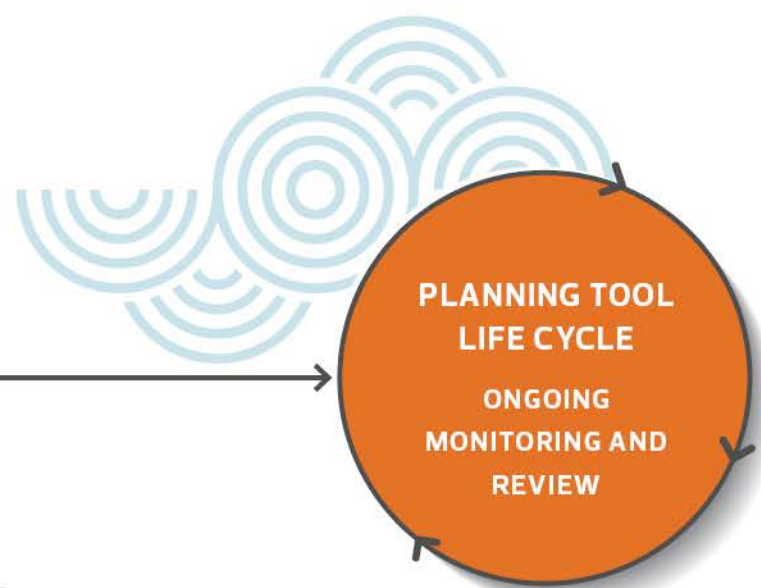 PLANNING TOOL
LIFE CYCLE
ONGOING
MONITORING AND
REVIEW